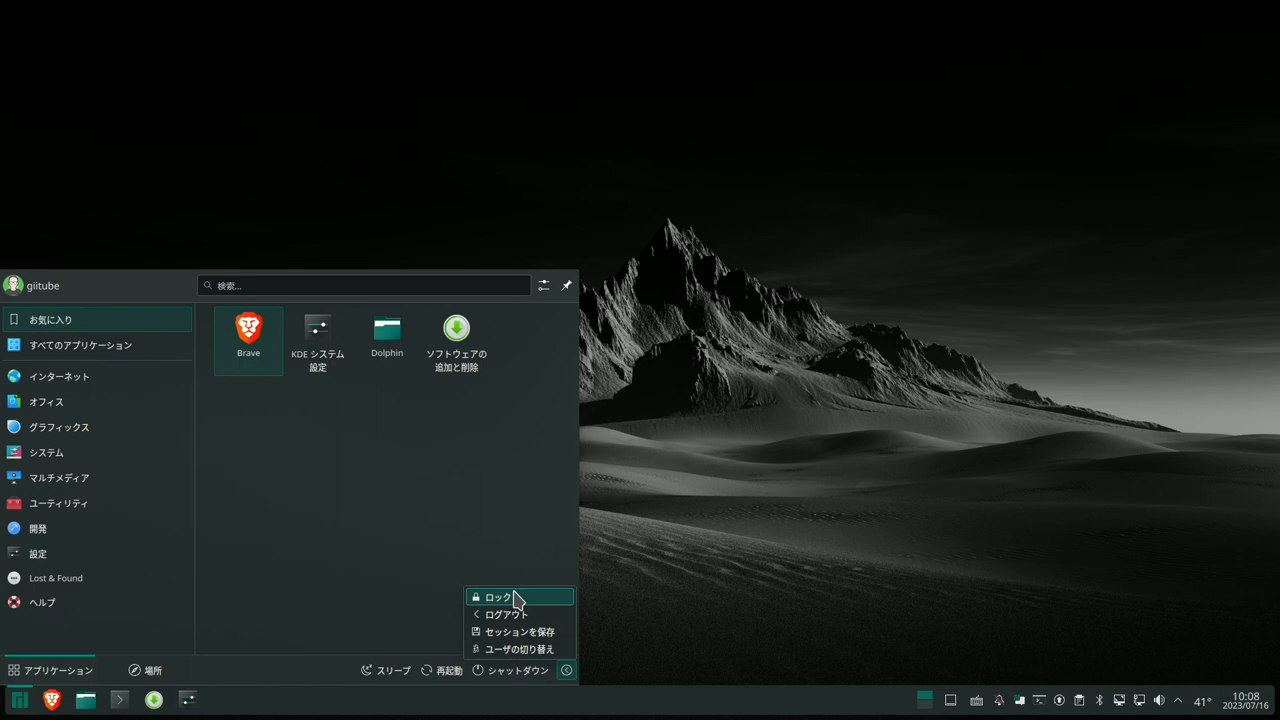 giitube
検索...
お気に入り
すべてのアプリケーション
インターネット
オフィス
グラフィックス
システム
マルチメディア
ユーティリティ
開発
設定
Lost & Found
ヘルプ
Brave
KDE システム
設定
Dolphin
ソフトウェアの
追加と削除
ロック
ログアウト
セッションを保存
ユーザの切り替え
アプリケーション
場所
スリープ
再起動
シャットダウン
41°
10:08
2023/07/16